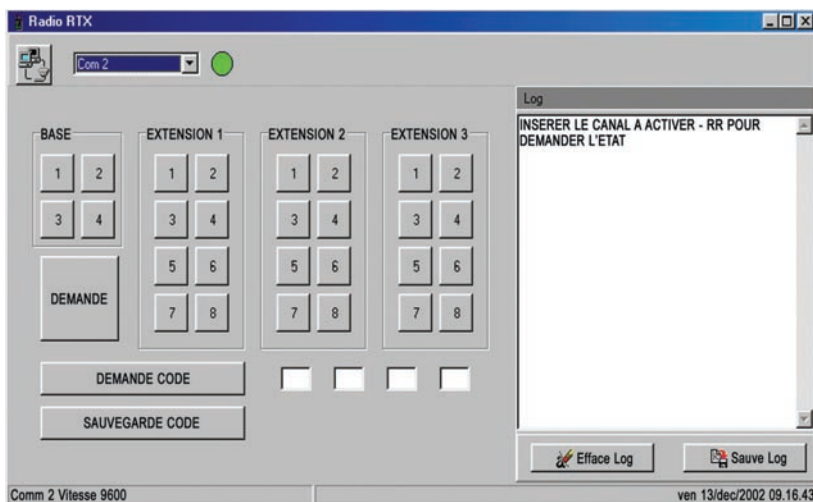 Radio RTX
Com 2
Log
BASE
EXTENSION 1
EXTENSION 2
EXTENSION 3
INSERER LE CANAL A ACTIVER - RR POUR
DEMANDER L'ETAT
1 2
1 2
1 2
1 2
3 4
3 4
3 4
3 4
5 6
5 6
5 6
DEMANDE
7 8
7 8
7 8
DEMANDE CODE
SAUVEGARDE CODE
Efface Log
Sauve Log
Comm 2 Vitesse 9600
ven 13/dec/2002 09.16.43